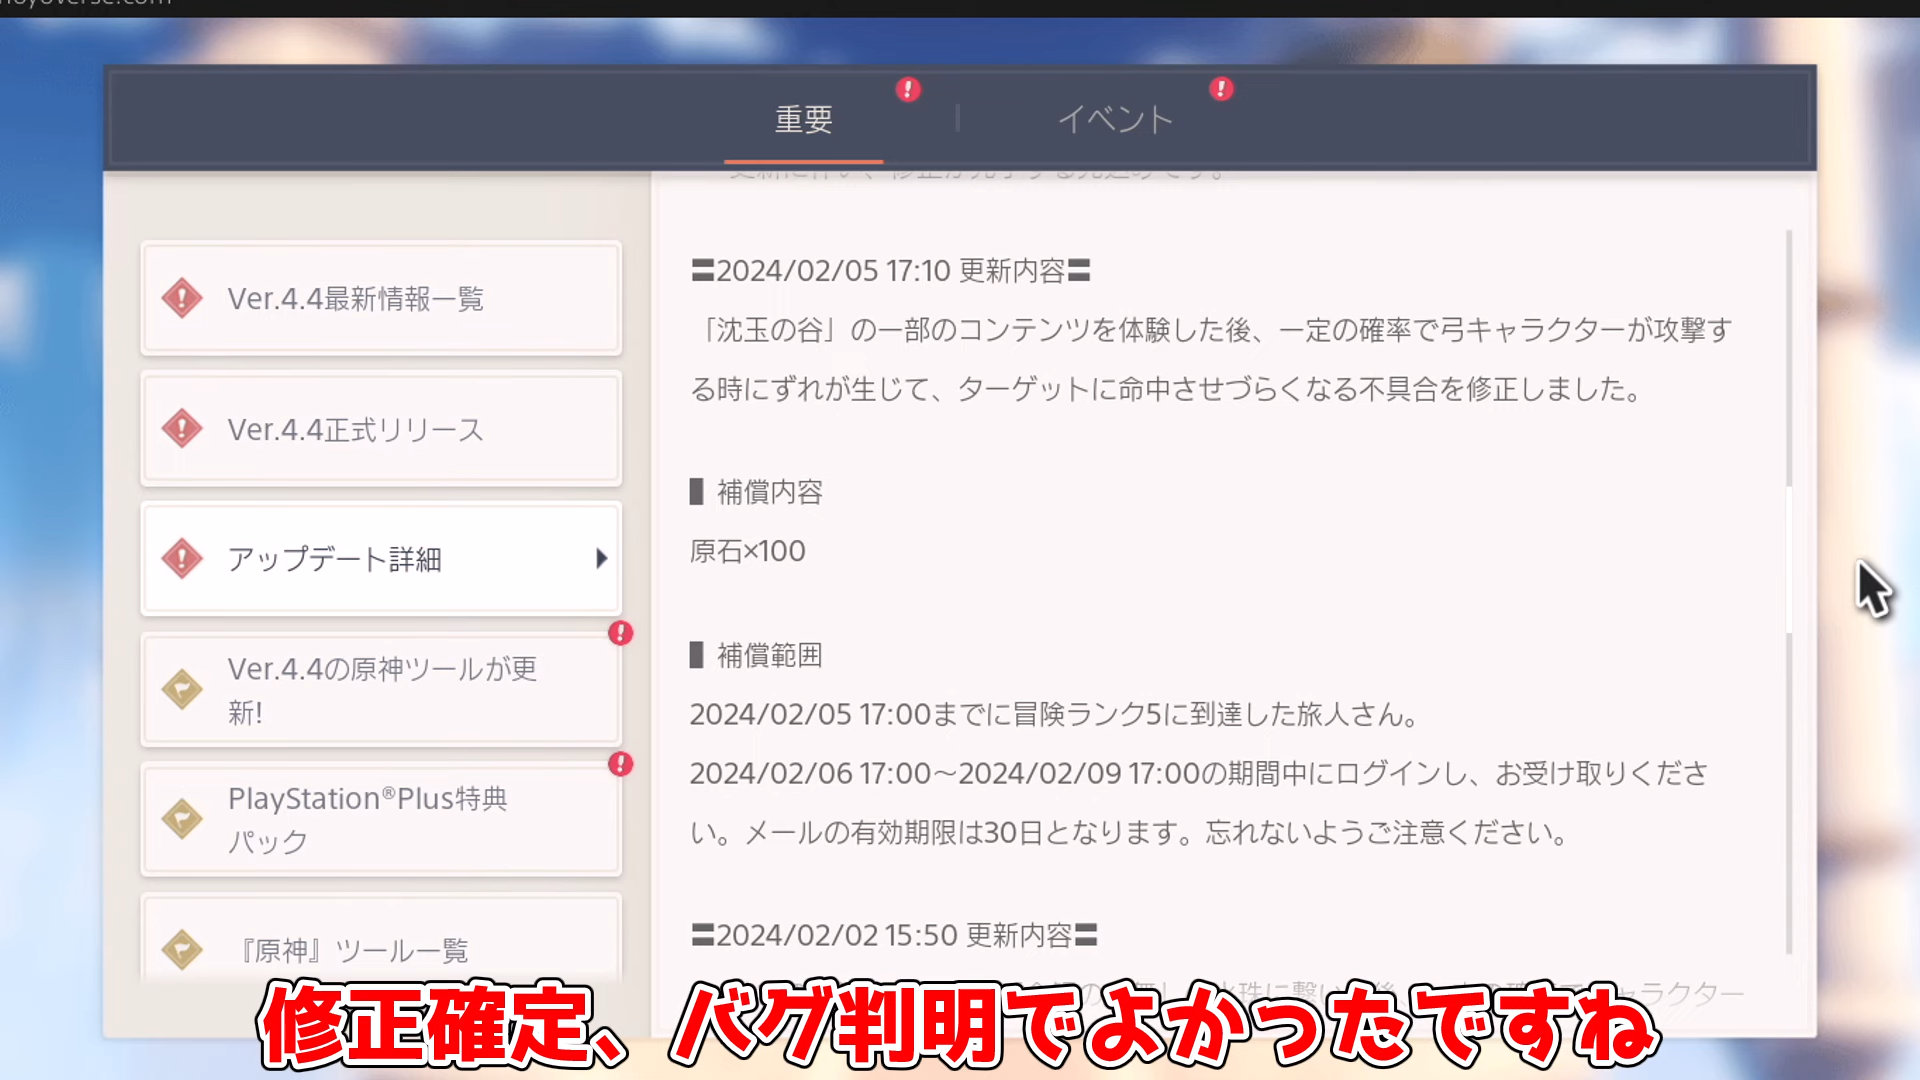 重要
イベント
Ver.4.4最新情報一覧
Ver.4.4正式リリース
アップデート詳細
Ver.4.4の原神ツールが更
新!
PlayStation®Plus特典
パック
『原神』ツール一覧
〓2024/02/05 17:10 更新内容〓
「沈玉の谷」の一部のコンテンツを体験した後、一定の確率で弓キャラクターが攻撃す
る時にずれが生じて、ターゲットに命中させづらくなる不具合を修正しました。
▌補償内容
原石×100
▌補償範囲
2024/02/05 17:00までに冒険ランク5に到達した旅人さん。
2024/02/06 17:00〜2024/02/09 17:00の期間中にログインし、お受け取りくださ
い。メールの有効期限は30日となります。忘れないようご注意ください。
〓2024/02/02 15:50 更新内容〓
修正確定、バグ判明でよかったですね